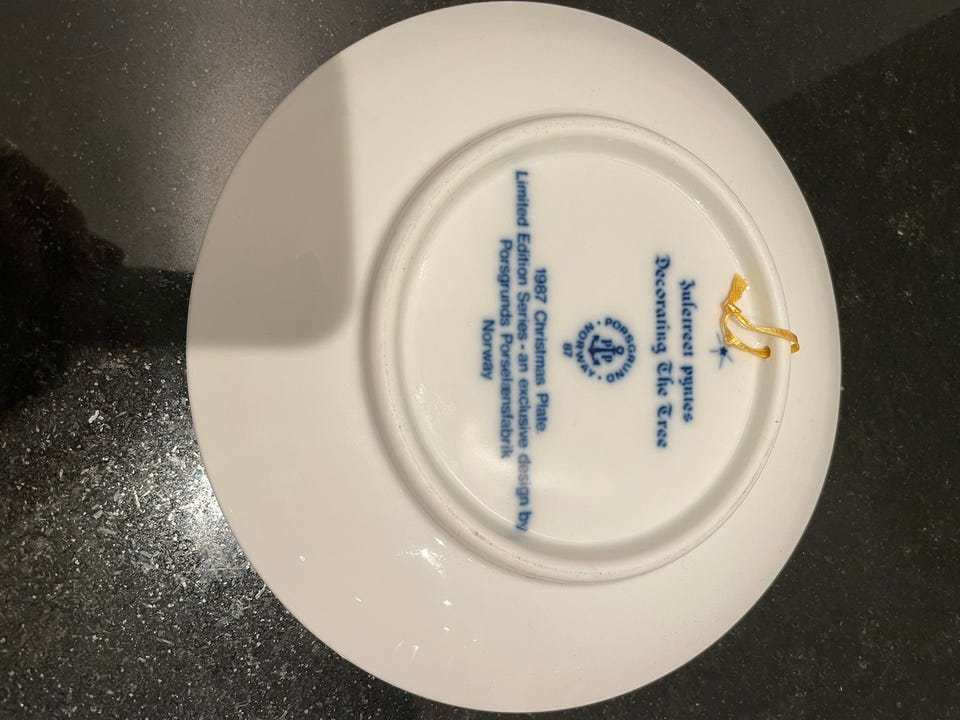 Juletreet pyntes
Decorating The Tree
PORSGRUND
PP
NORWAY
87
1987 Christmas Plate.
Limited Edition Series - an exclusive design by
Porsgrunds Porselænsfabrik
Norway